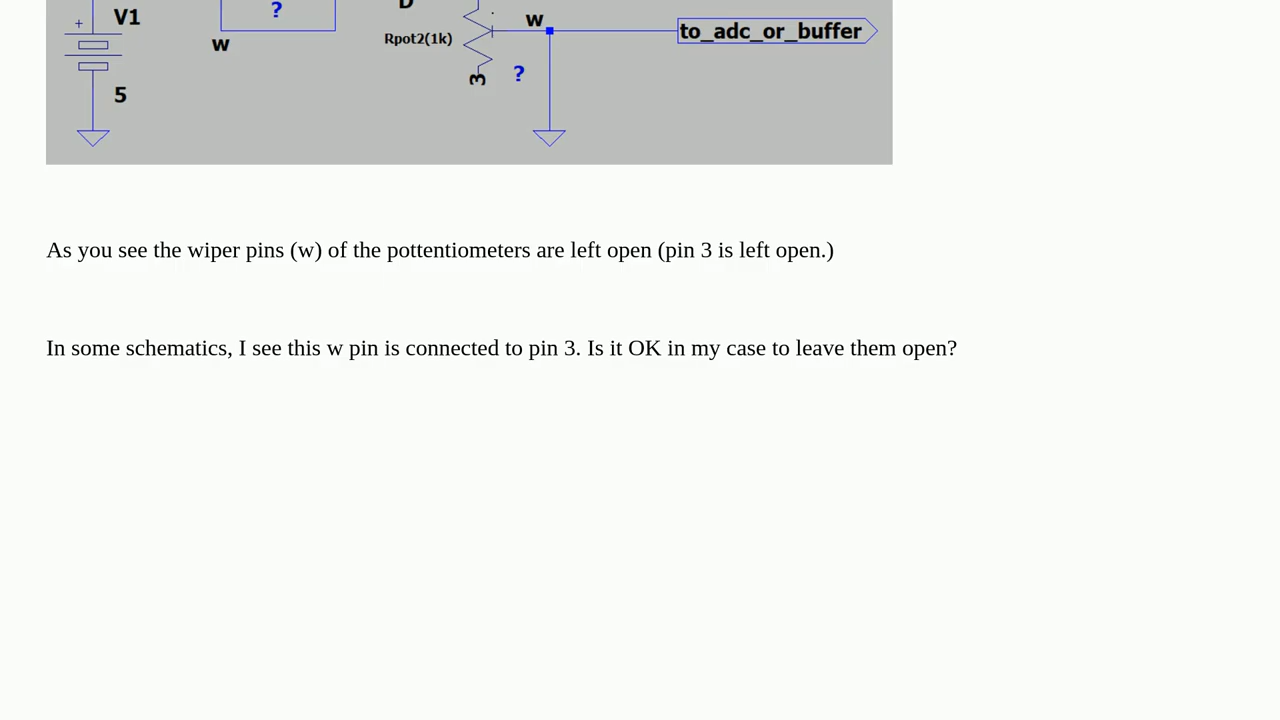 + V1
?
D
w
w
Rpot2(1k)
to_adc_or_buffer
3
?
5
As you see the wiper pins (w) of the pottentiometers are left open (pin 3 is left open.)
In some schematics, I see this w pin is connected to pin 3. Is it OK in my case to leave them open?